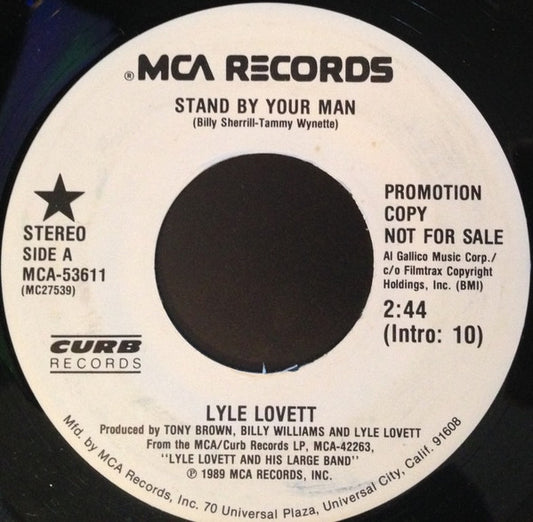 ® MCA RECORDS
STAND BY YOUR MAN
(Billy Sherrill-Tammy Wynette)
STEREO
SIDE A
MCA-53611
(MC27539)
CURB
RECORDS
PROMOTION
COPY
NOT FOR SALE
Al Gallico Music Corp./
c/o Filmtrax Copyright
Holdings, Inc. (BMI)
2:44
(Intro: 10)
LYLE LOVETT
Produced by TONY BROWN, BILLY WILLIAMS AND LYLE LOVETT
From the MCA/Curb Records LP, MCA-42263,
"LYLE LOVETT AND HIS LARGE BAND"
℗ 1989 MCA RECORDS, INC.
Mfd. by MCA Records, Inc. 70 Universal Plaza, Universal City, Calif. 91608